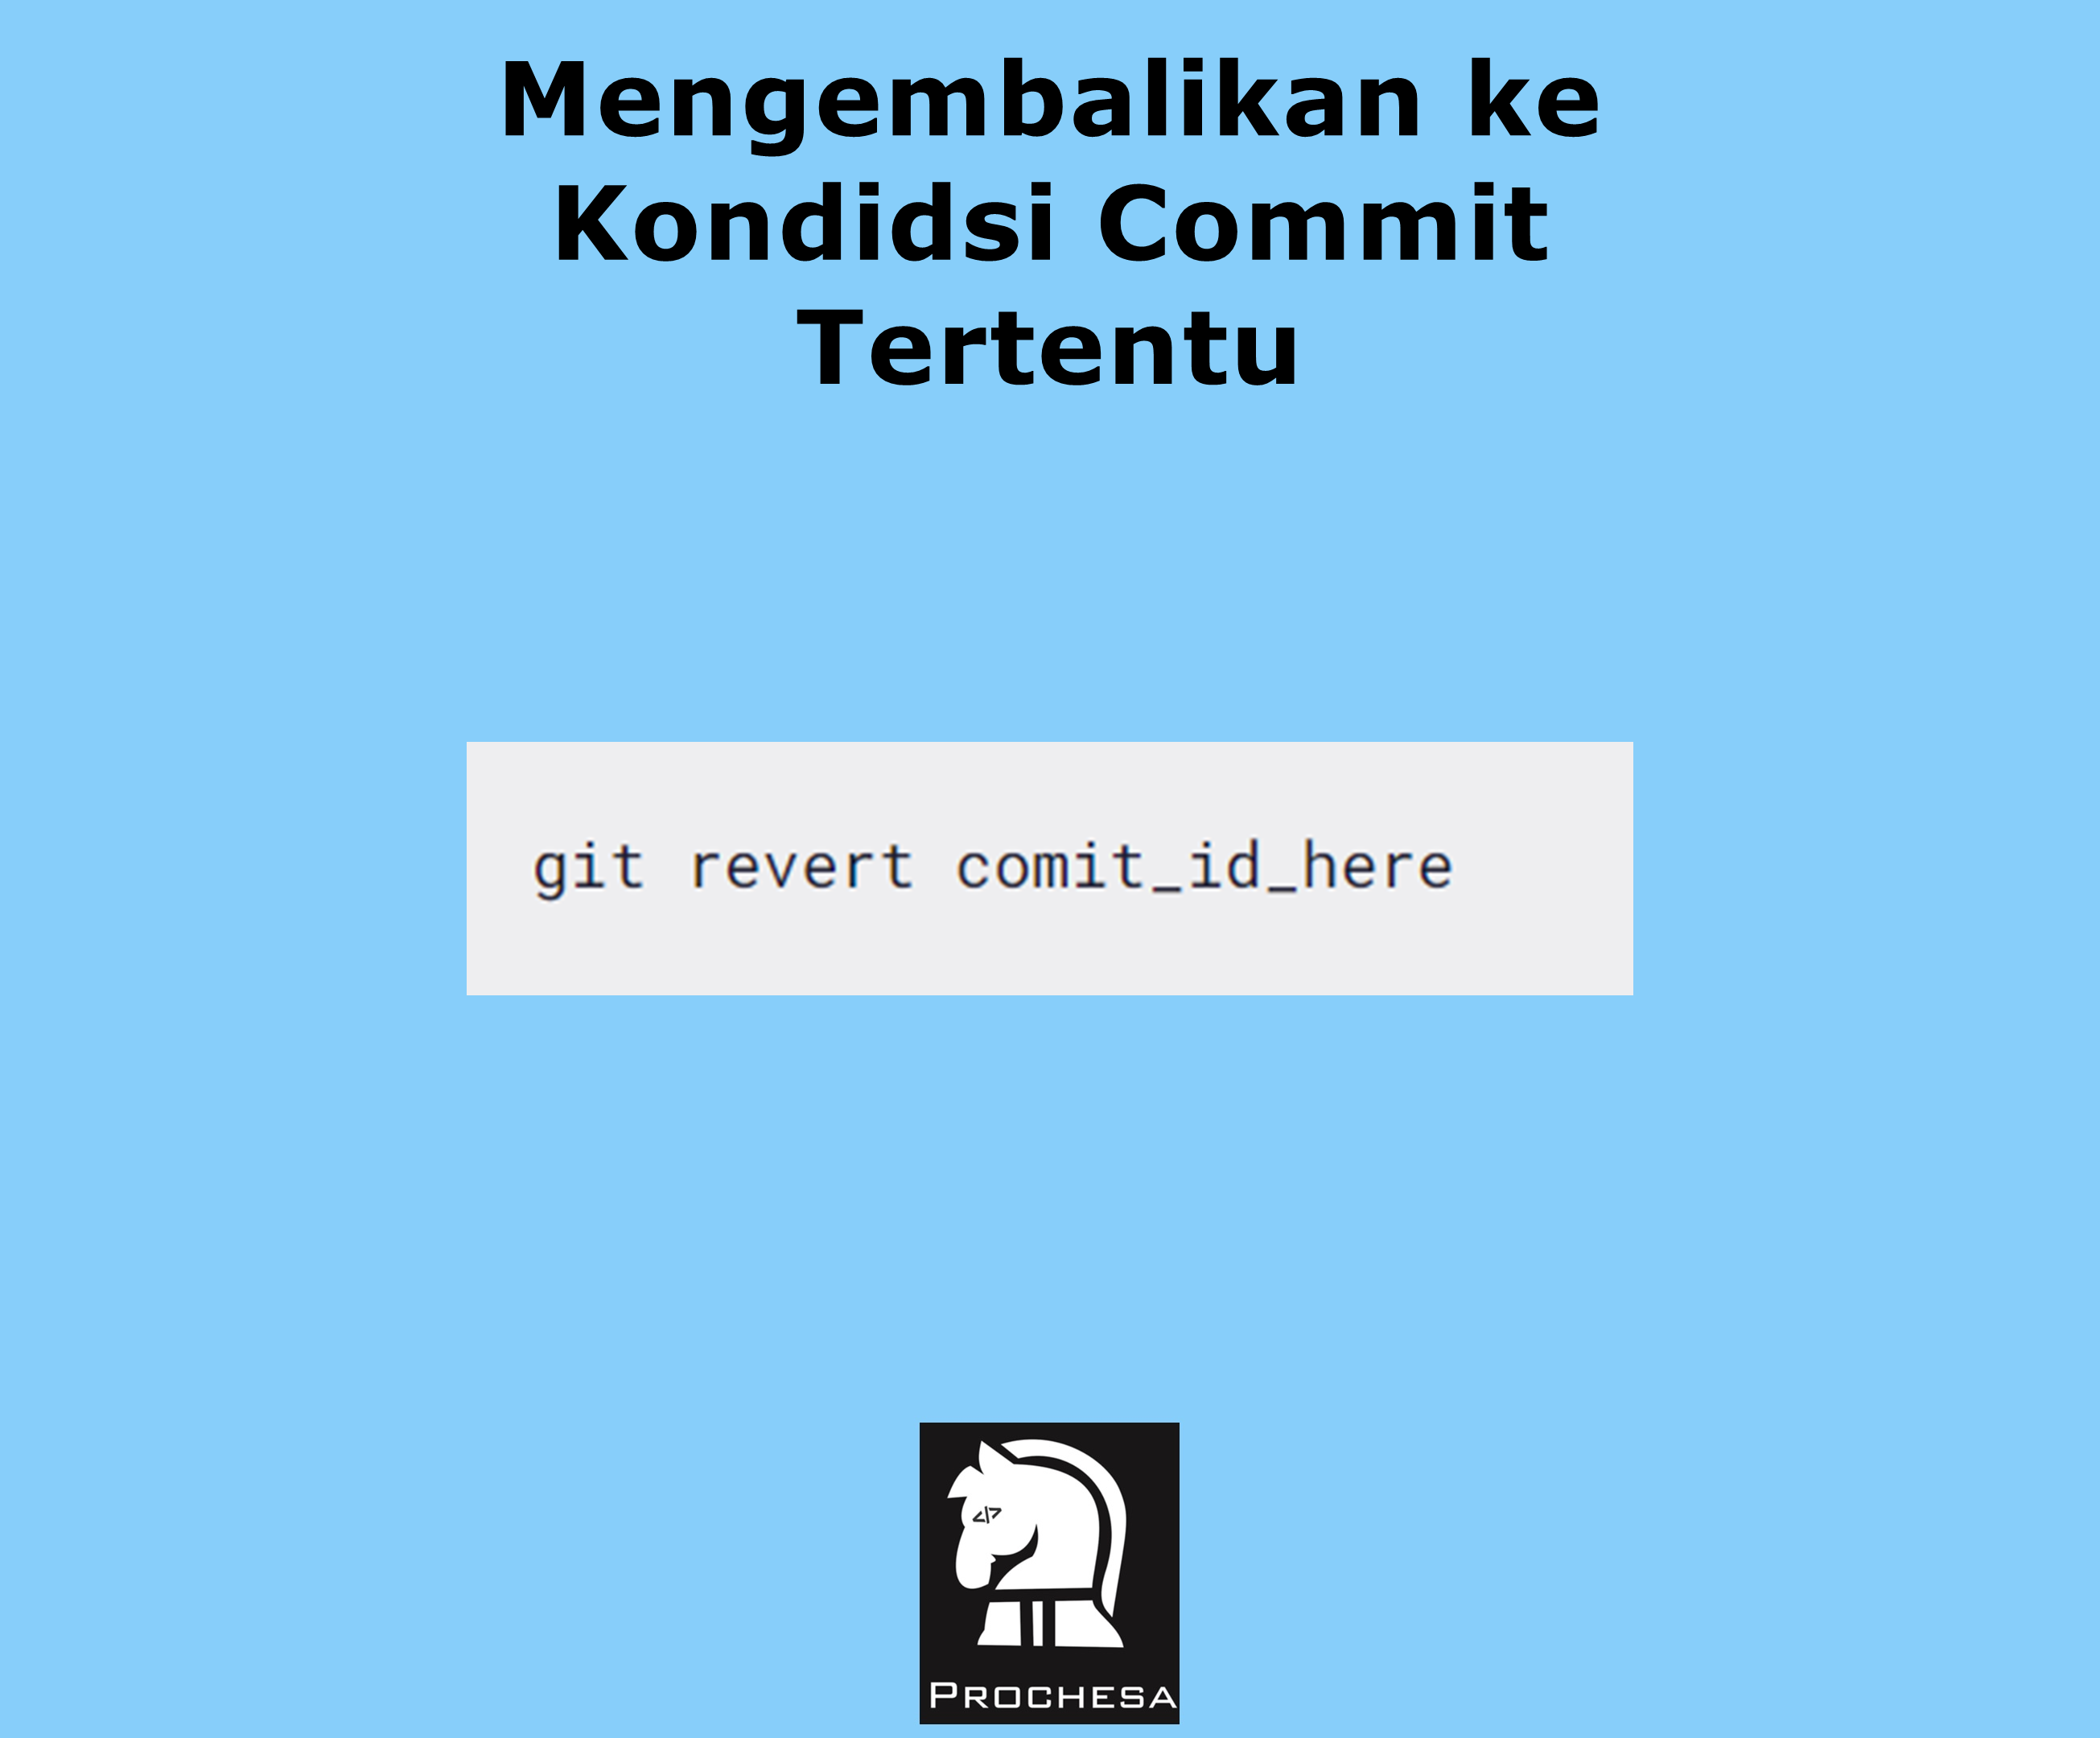 Mengembalikan ke
Kondidsi Commit
Tertentu
git revert comit_id_here
</>
PROCHESA